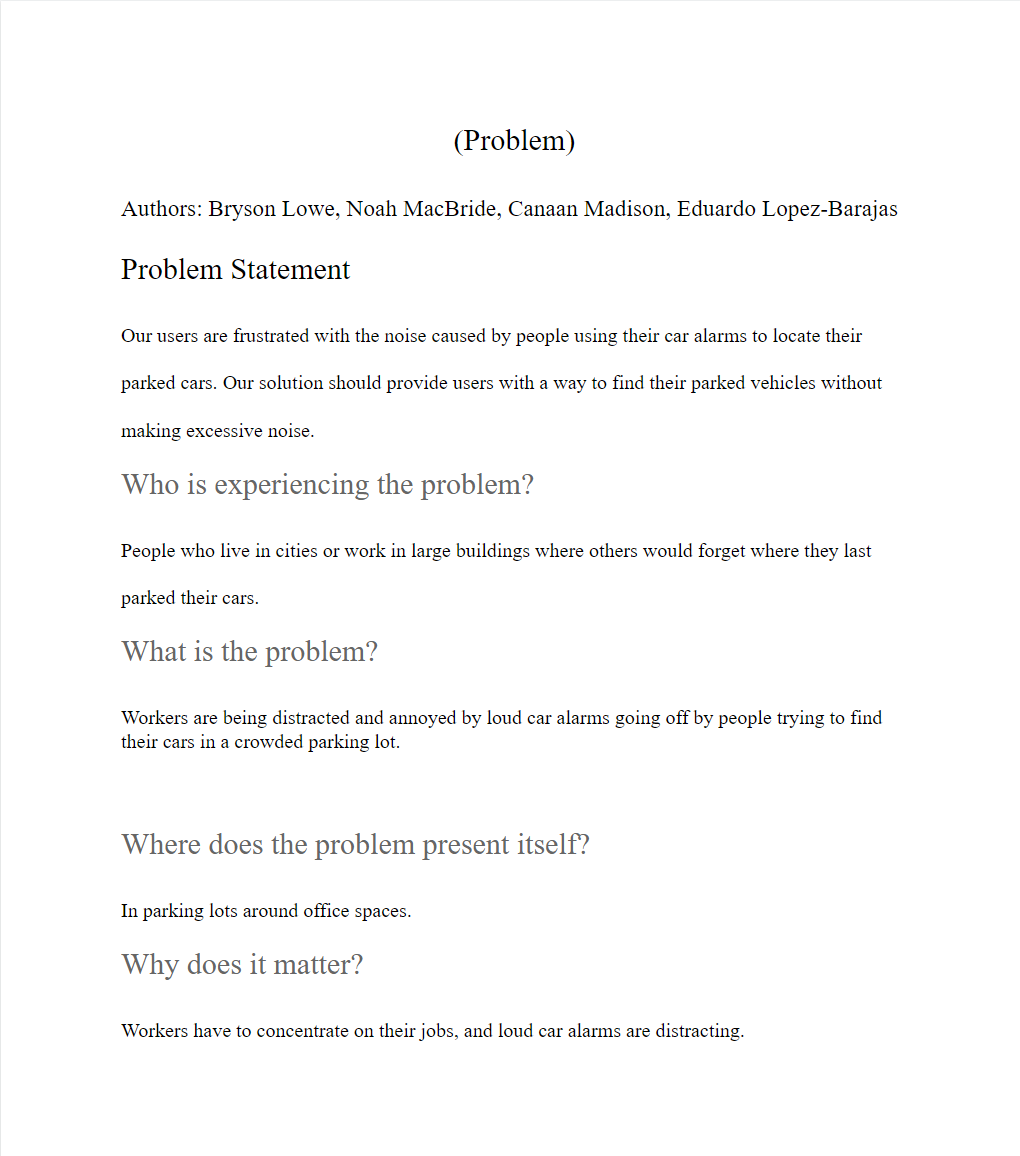 (Problem)
Authors: Bryson Lowe, Noah MacBride, Canaan Madison, Eduardo Lopez-Barajas
Problem Statement
Our users are frustrated with the noise caused by people using their car alarms to locate their
parked cars. Our solution should provide users with a way to find their parked vehicles without
making excessive noise.
Who is experiencing the problem?
People who live in cities or work in large buildings where others would forget where they last
parked their cars.
What is the problem?
Workers are being distracted and annoyed by loud car alarms going off by people trying to find
their cars in a crowded parking lot.
Where does the problem present itself?
In parking lots around office spaces.
Why does it matter?
Workers have to concentrate on their jobs, and loud car alarms are distracting.